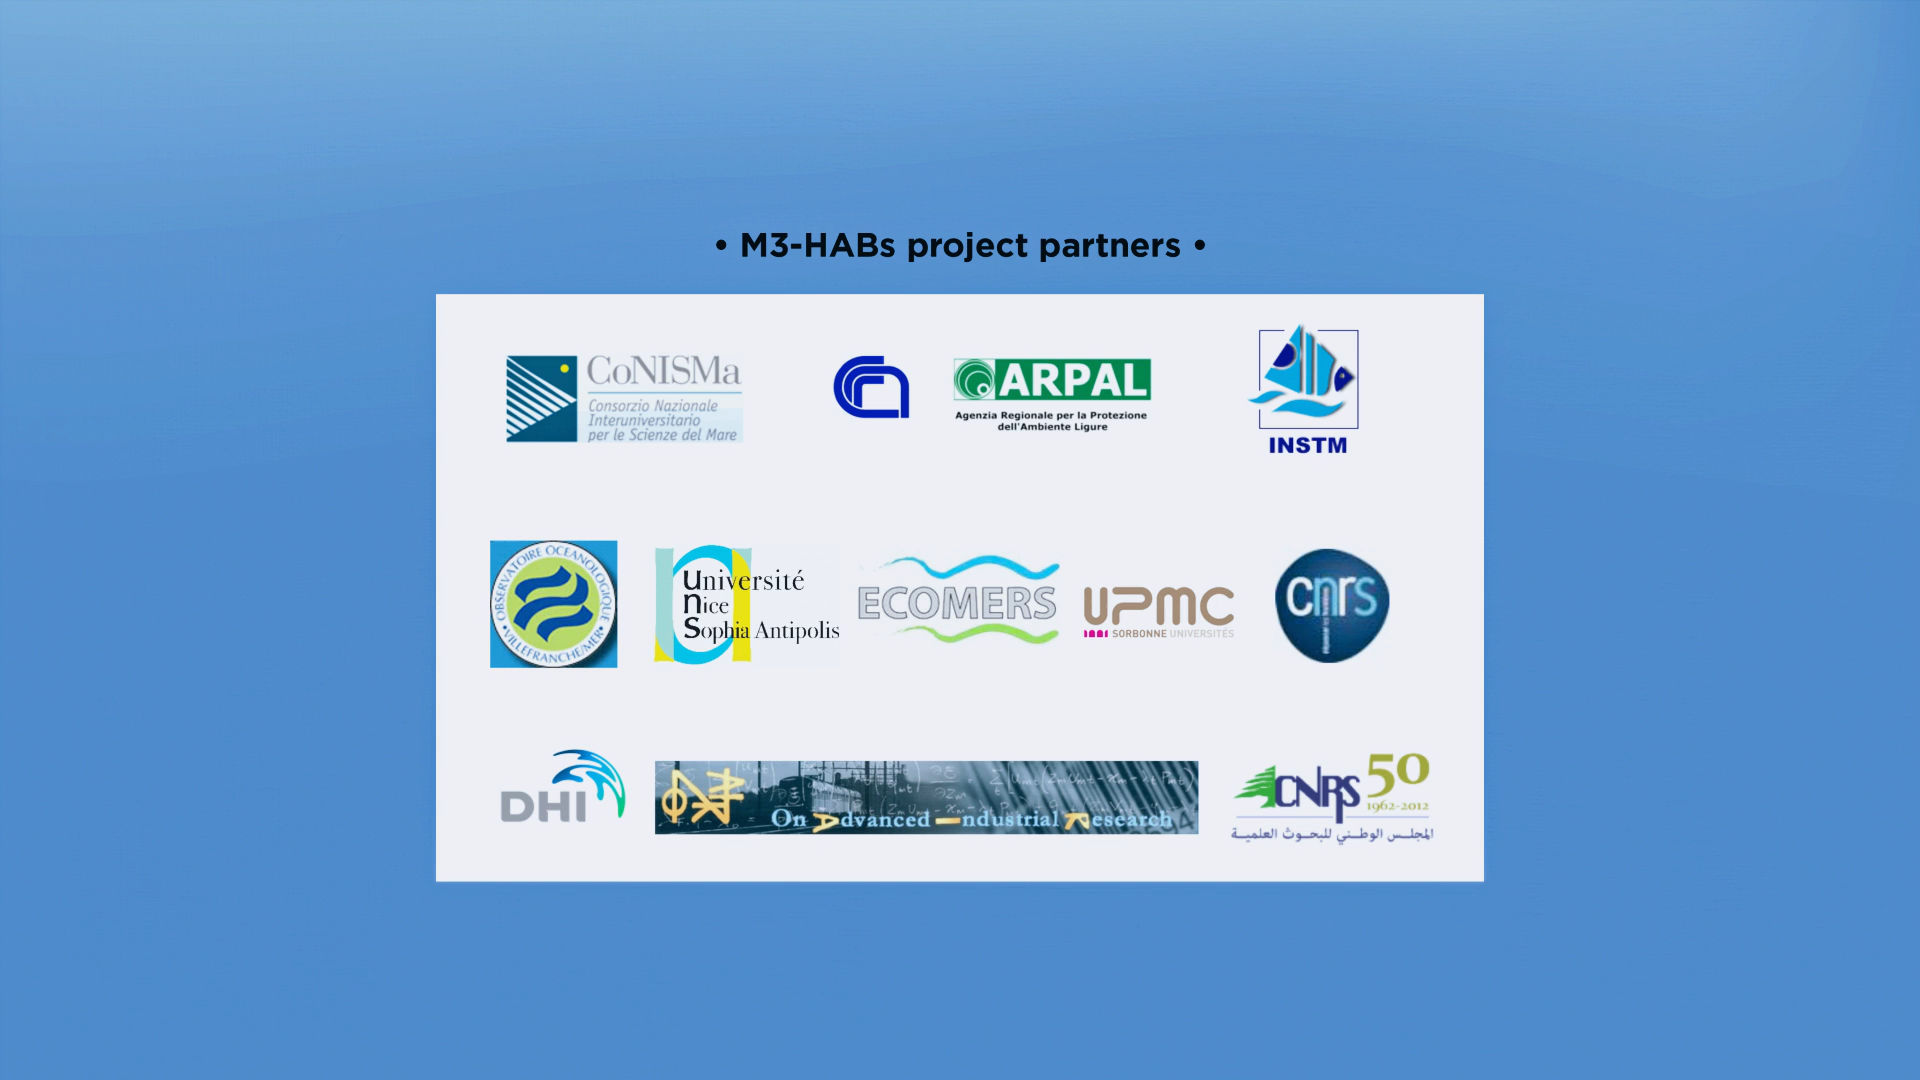 • M3-HABs project partners •
CoNISMa
Consorzio Nazionale
Interuniversitario
per le Scienze del Mare
ARPAL
Agenzia Regionale per la Protezione
dell'Ambiente Ligure
INSTM
OBSERVATOIRE OCEANOLOGIQUE
• VILLEFRANCHE/MER •
Université
Nice
Sophia Antipolis
ECOMERS
UPMC
SORBONNE UNIVERSITÉS
cnrs
DHI
On Advanced Industrial Research
CNRS 50
1962-2012
المجلس الوطني للبحوث العلمية